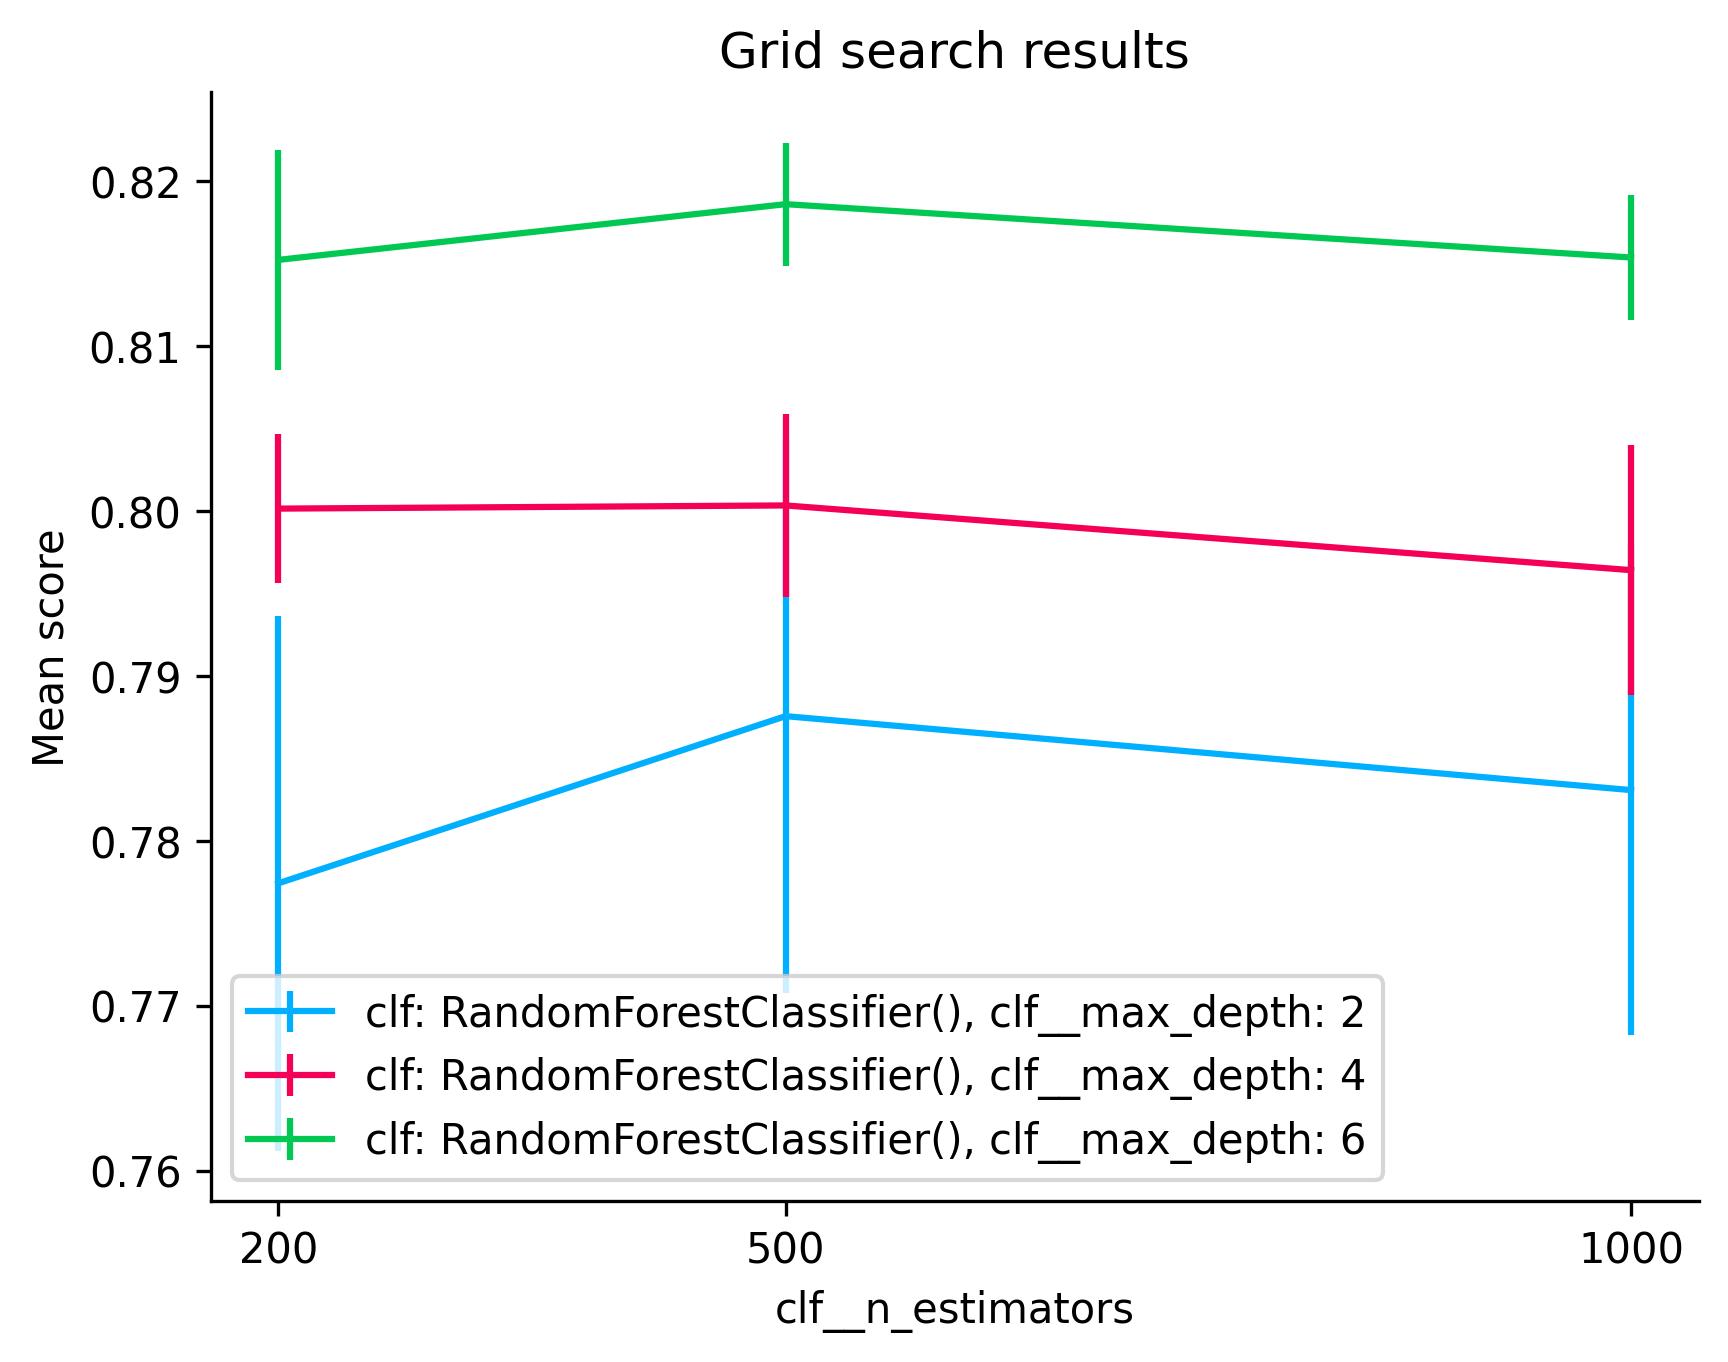 Grid search results
Mean score
0.82
0.81
0.80
0.79
0.78
0.77
0.76
clf: RandomForestClassifier(), clf__max_depth: 2
clf: RandomForestClassifier(), clf__max_depth: 4
clf: RandomForestClassifier(), clf__max_depth: 6
200 500 1000
clf__n_estimators